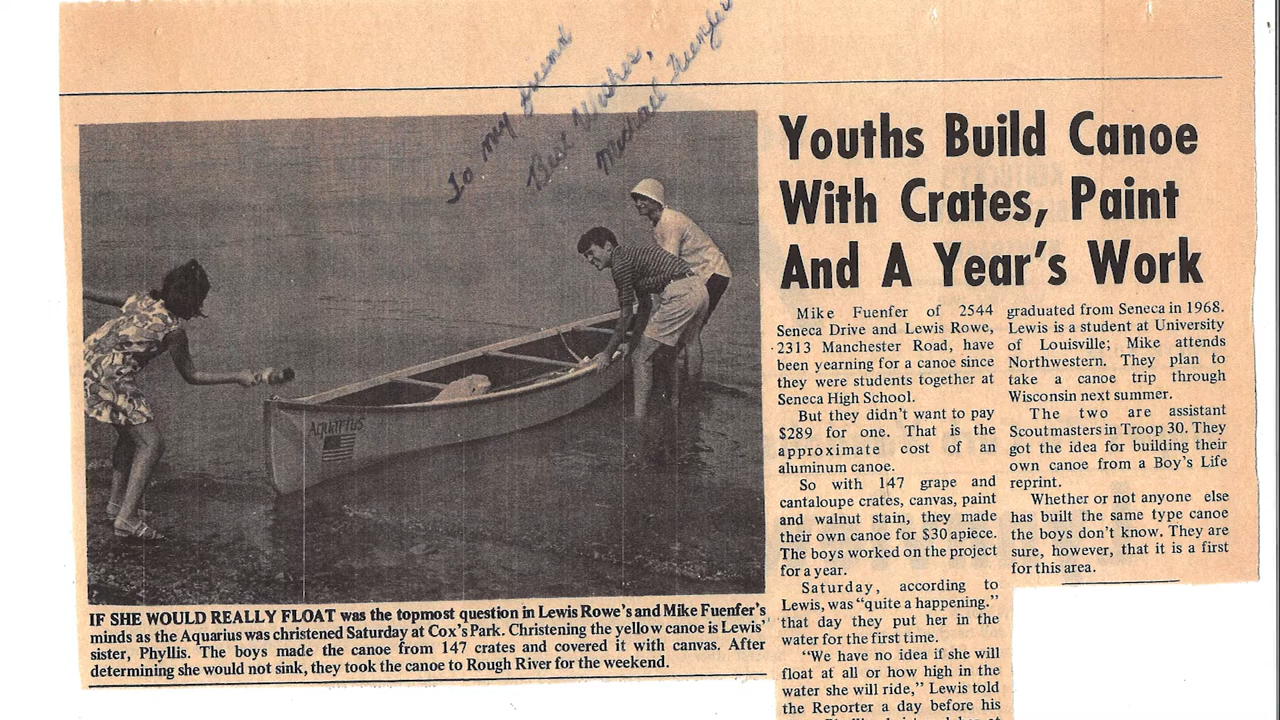 To my friend
Best Wishes,
Michael Fuenfer
Youths Build Canoe
With Crates, Paint
And A Year's Work
Aquarius
IF SHE WOULD REALLY FLOAT was the topmost question in Lewis Rowe's and Mike Fuenfer's
minds as the Aquarius was christened Saturday at Cox's Park. Christening the yellow canoe is Lewis'
sister, Phyllis. The boys made the canoe from 147 crates and covered it with canvas. After
determining she would not sink, they took the canoe to Rough River for the weekend.
Mike Fuenfer of 2544
Seneca Drive and Lewis Rowe,
2313 Manchester Road, have
been yearning for a canoe since
they were students together at
Seneca High School.
But they didn't want to pay
$289 for one. That is the
approximate cost of an
aluminum canoe.
So with 147 grape and
cantaloupe crates, canvas, paint
and walnut stain, they made
their own canoe for $30 apiece.
The boys worked on the project
for a year.
Saturday, according to
Lewis, was "quite a happening."
that day they put her in the
water for the first time.
"We have no idea if she will
float at all or how high in the
water she will ride," Lewis told
the Reporter a day before his
graduated from Seneca in 1968.
Lewis is a student at University
of Louisville; Mike attends
Northwestern. They plan to
take a canoe trip through
Wisconsin next summer.
The two are assistant
Scoutmasters in Troop 30. They
got the idea for building their
own canoe from a Boy's Life
reprint.
Whether or not anyone else
has built the same type canoe
the boys don't know. They are
sure, however, that it is a first
for this area.